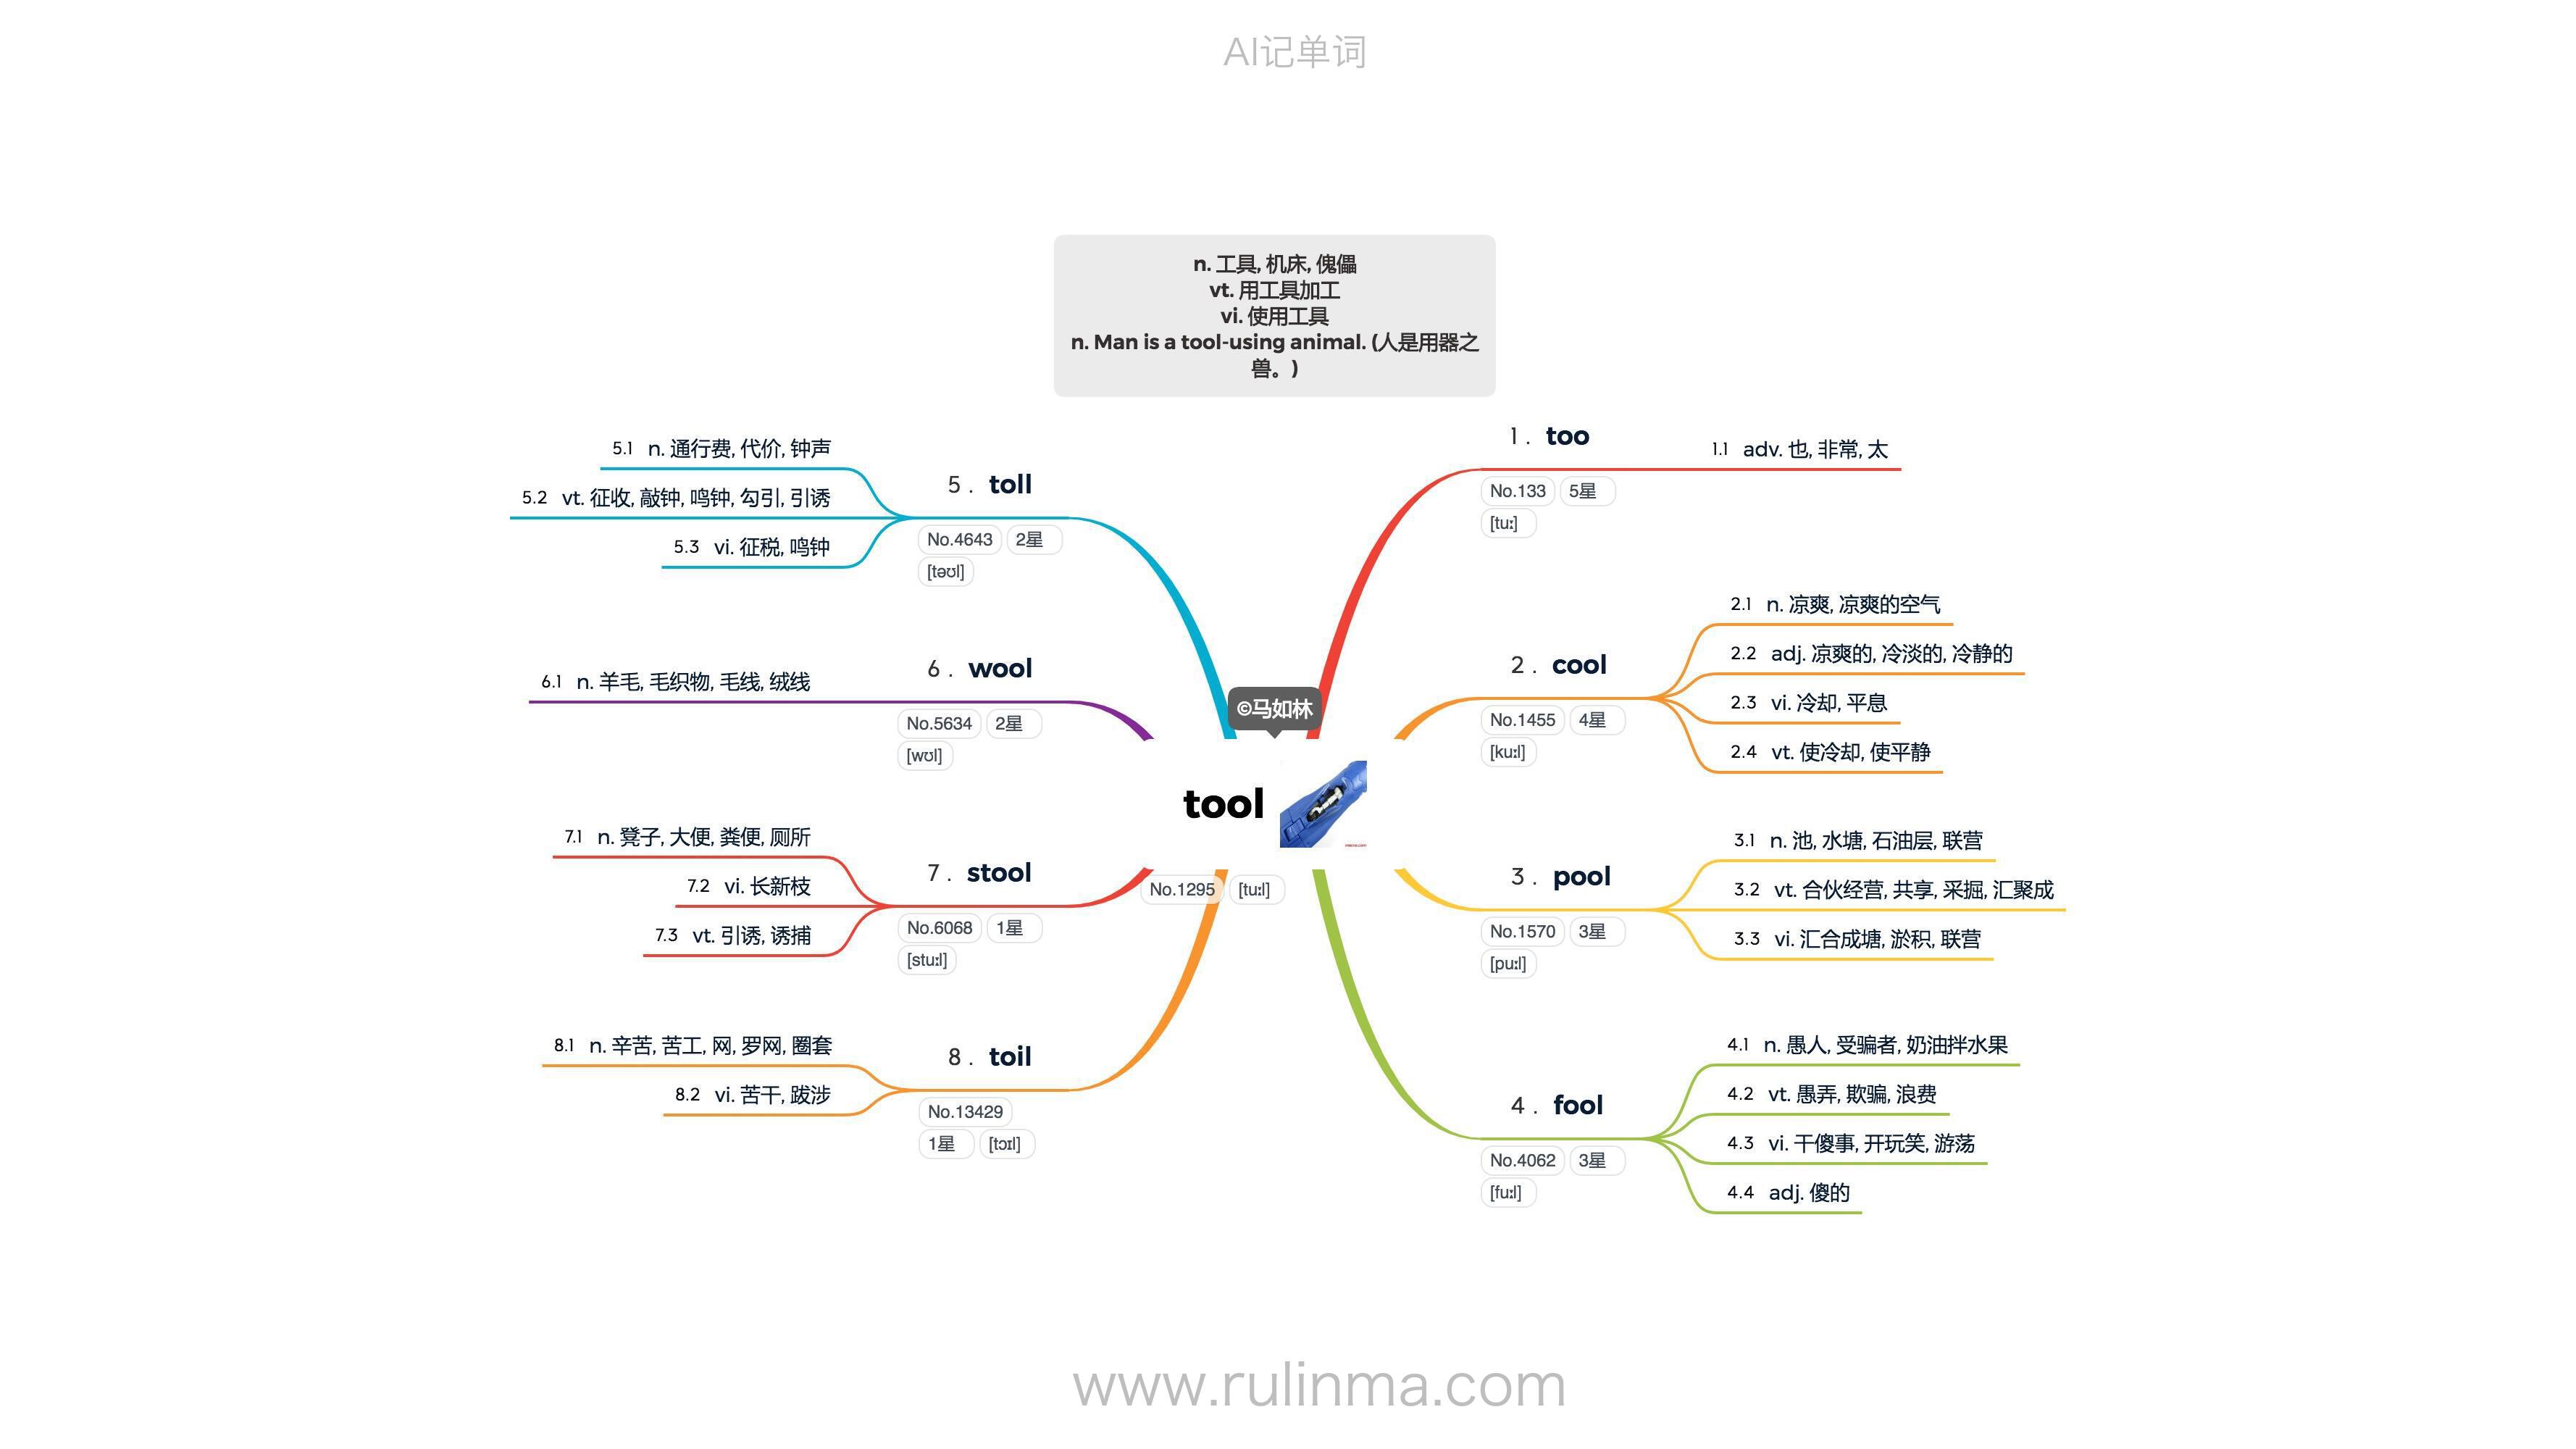 AI记单词
n. 工具, 机床, 傀儡
vt. 用工具加工
vi. 使用工具
n. Man is a tool-using animal. (人是用器之
兽。)
©马如林
tool
No.1295 [tuːl]
1 . too
No.133 5星
[tuː]
1.1 adv. 也, 非常, 太
2 . cool
No.1455 4星
[kuːl]
2.1 n. 凉爽, 凉爽的空气
2.2 adj. 凉爽的, 冷淡的, 冷静的
2.3 vi. 冷却, 平息
2.4 vt. 使冷却, 使平静
3 . pool
No.1570 3星
[puːl]
3.1 n. 池, 水塘, 石油层, 联营
3.2 vt. 合伙经营, 共享, 采掘, 汇聚成
3.3 vi. 汇合成塘, 淤积, 联营
4 . fool
No.4062 3星
[fuːl]
4.1 n. 愚人, 受骗者, 奶油拌水果
4.2 vt. 愚弄, 欺骗, 浪费
4.3 vi. 干傻事, 开玩笑, 游荡
4.4 adj. 傻的
5 . toll
No.4643 2星
[təʊl]
5.1 n. 通行费, 代价, 钟声
5.2 vt. 征收, 敲钟, 鸣钟, 勾引, 引诱
5.3 vi. 征税, 鸣钟
6 . wool
No.5634 2星
[wʊl]
6.1 n. 羊毛, 毛织物, 毛线, 绒线
7 . stool
No.6068 1星
[stuːl]
7.1 n. 凳子, 大便, 粪便, 厕所
7.2 vi. 长新枝
7.3 vt. 引诱, 诱捕
8 . toil
No.13429
1星 [tɔɪl]
8.1 n. 辛苦, 苦工, 网, 罗网, 圈套
8.2 vi. 苦干, 跋涉
www.rulinma.com